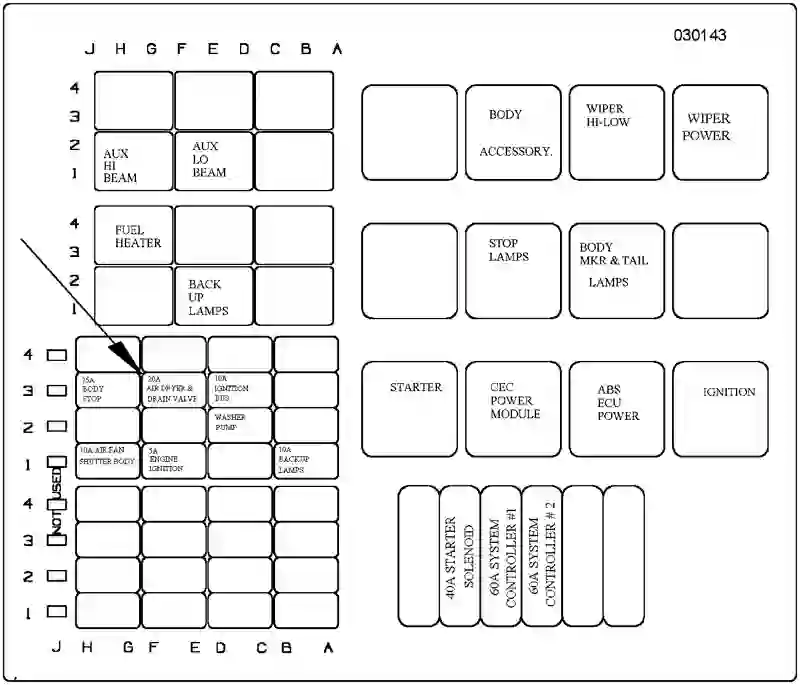 030143
J H G F E D C B A
4
3
2
1
AUX
HI
BEAM
AUX
LO
BEAM
BODY
ACCESSORY.
WIPER
HI-LOW
WIPER
POWER
4
3
2
1
FUEL
HEATER
BACK
UP
LAMPS
STOP
LAMPS
BODY
MKR & TAIL
LAMPS
4
3
2
1
15A
BODY
STOP
20A
AIR DRYER &
DRAIN VALVE
10A
IGNITION
BUS
WASHER
PUMP
10A AIR FAN
SHUTTER BODY
5A
ENGINE
IGNITION
10A
BACKUP
LAMPS
STARTER
CEC
POWER
MODULE
ABS
ECU
POWER
IGNITION
NOT USED
4
3
2
1
40A STARTER
SOLENOID
60A SYSTEM
CONTROLLER #1
60A SYSTEM
CONTROLLER # 2
J H G F E D C B A